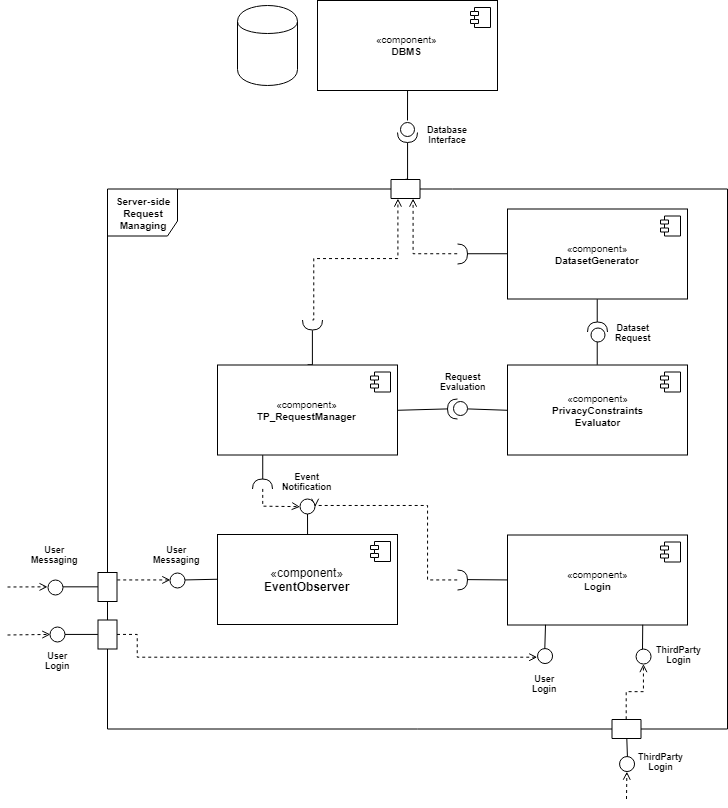 «component»
DBMS
Database
Interface
Server-side
Request
Managing
«component»
DatasetGenerator
Dataset
Request
Request
Evaluation
«component»
TP_RequestManager
«component»
PrivacyConstraints
Evaluator
Event
Notification
User
Messaging
User
Messaging
«component»
EventObserver
«component»
Login
User
Login
User
Login
ThirdParty
Login
ThirdParty
Login